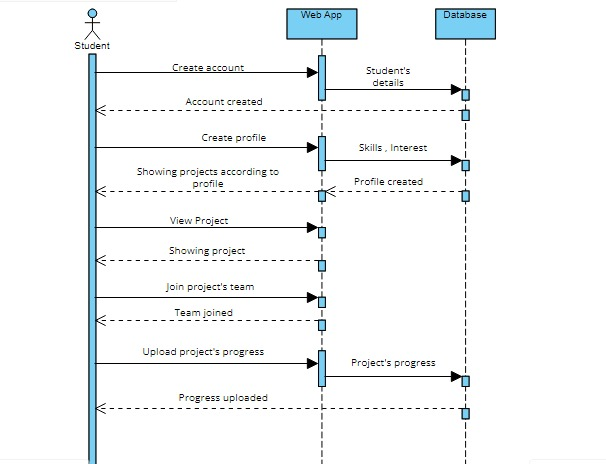 Web App
Database
Student
Create account
Student's
details
Account created
Create profile
Skills , Interest
Showing projects according to
profile
Profile created
View Project
Showing project
Join project's team
Team joined
Upload project's progress
Project's progress
Progress uploaded